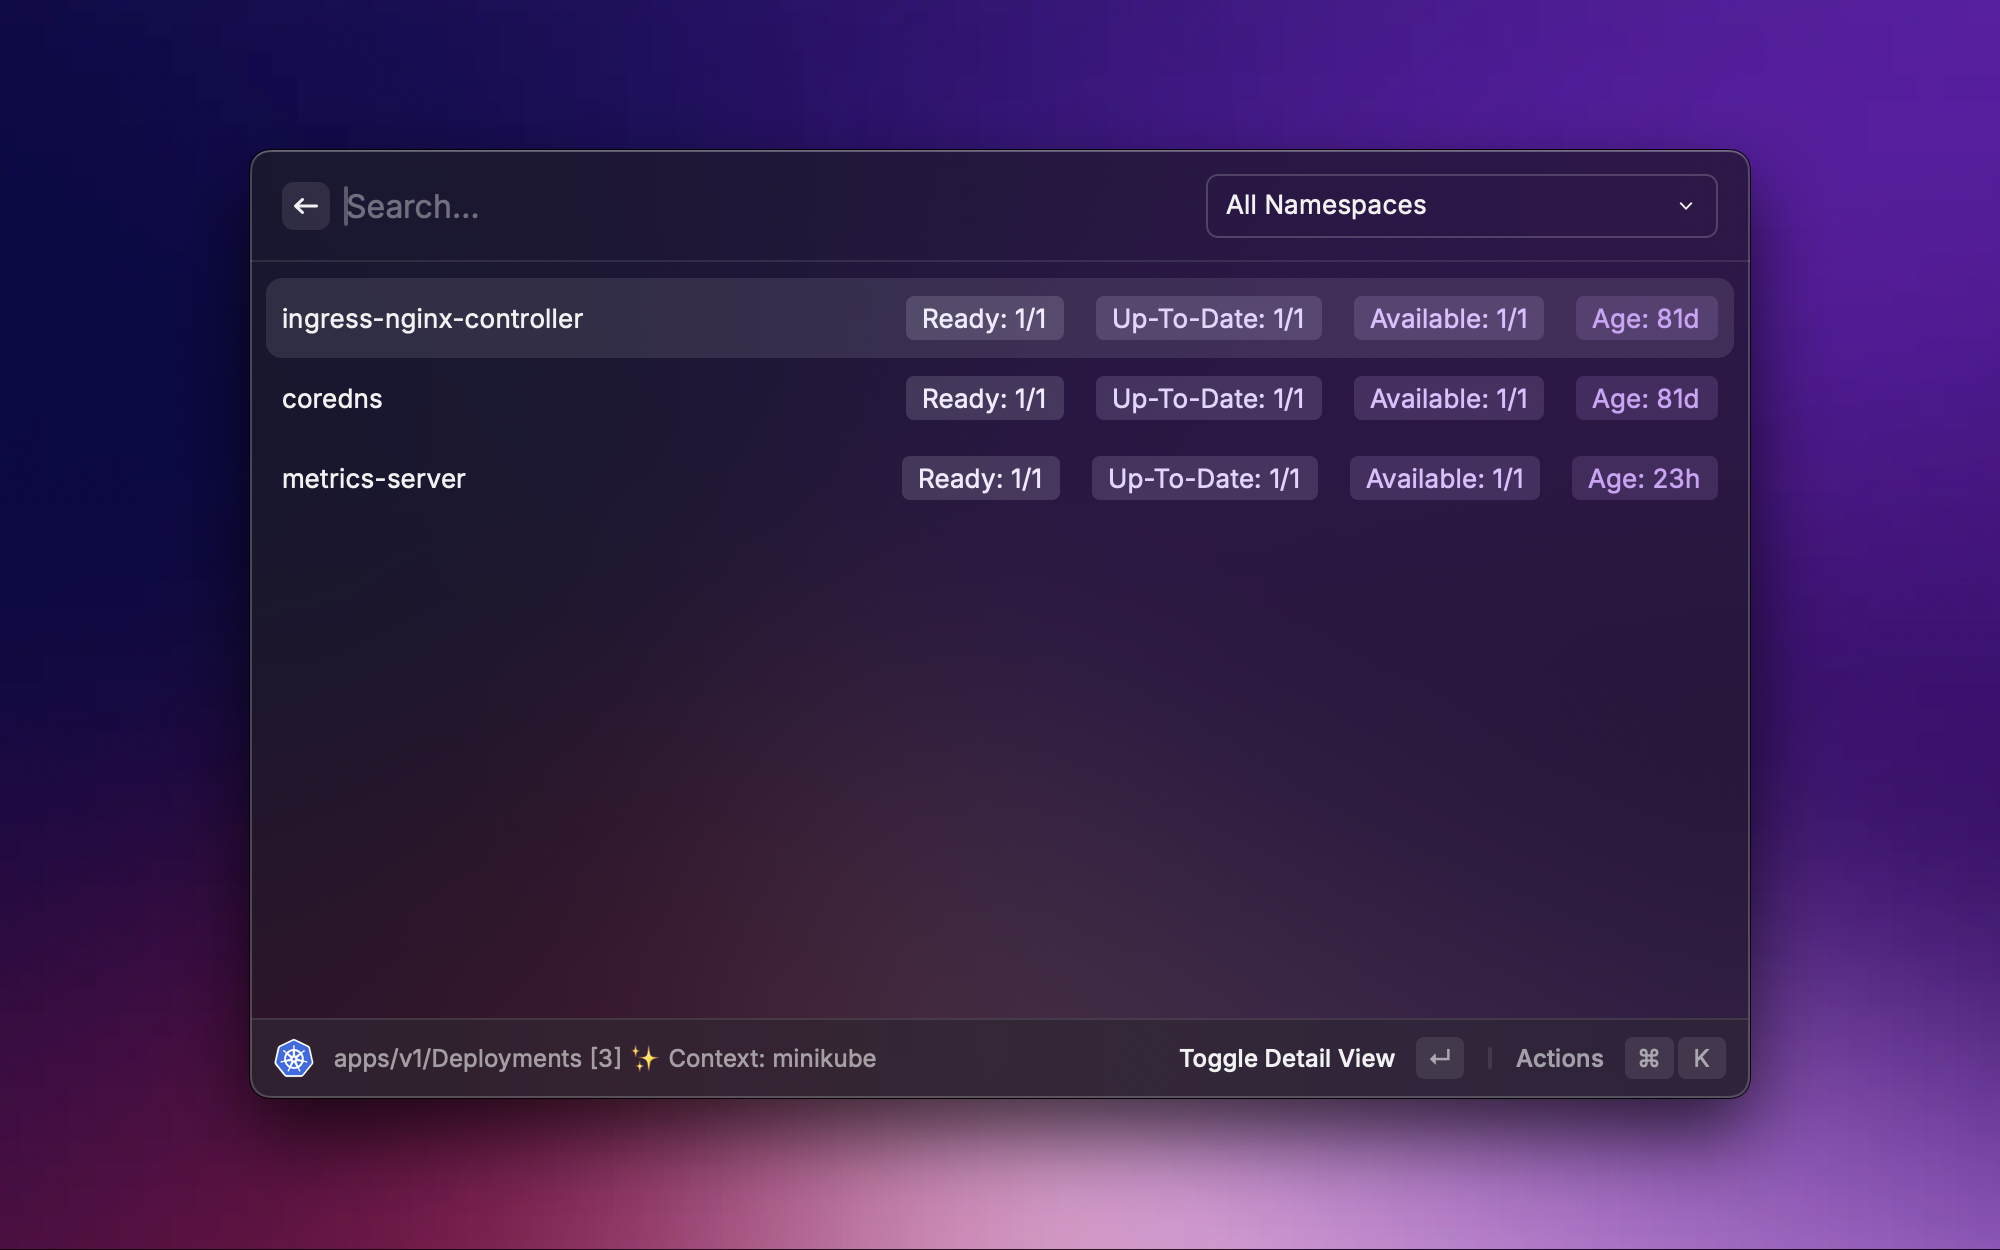 Search...
All Namespaces
ingress-nginx-controller Ready: 1/1 Up-To-Date: 1/1 Available: 1/1 Age: 81d
coredns Ready: 1/1 Up-To-Date: 1/1 Available: 1/1 Age: 81d
metrics-server Ready: 1/1 Up-To-Date: 1/1 Available: 1/1 Age: 23h
apps/v1/Deployments [3] ✨ Context: minikube Toggle Detail View ↵ Actions ⌘ K